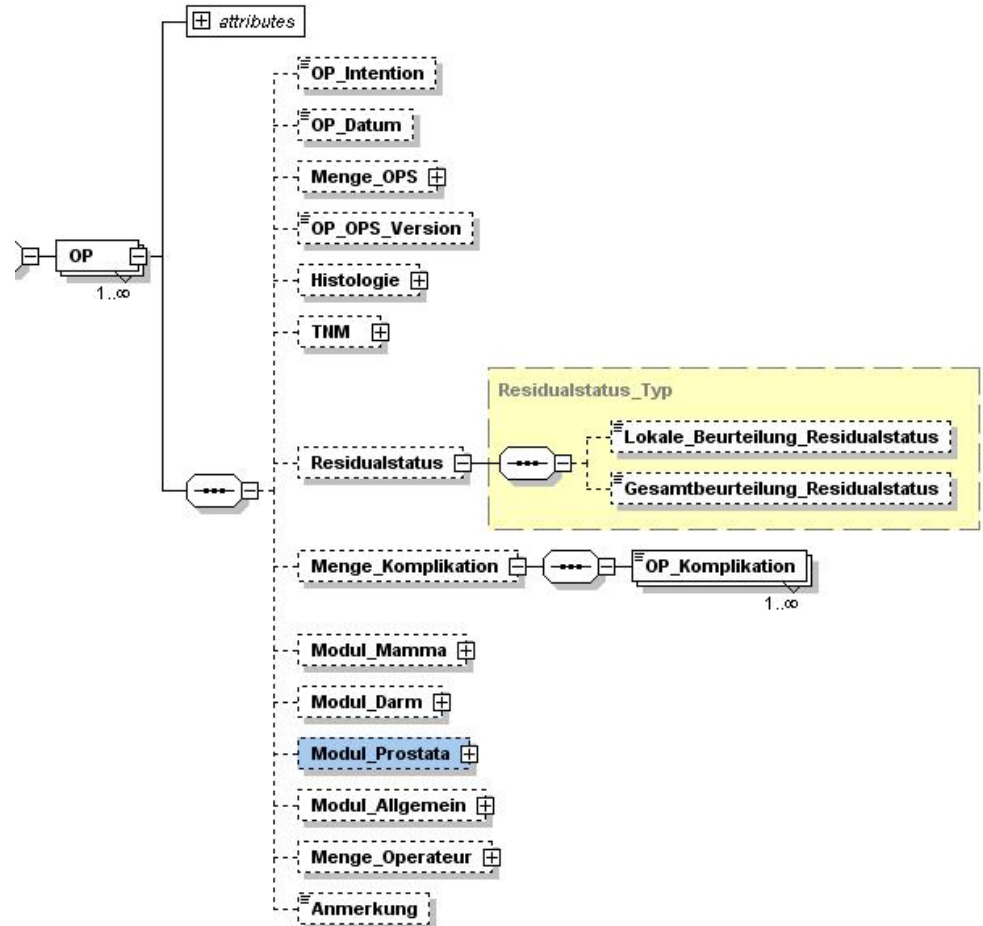 attributes
OP_Intention
OP_Datum
Menge_OPS
OP_OPS_Version
OP
1..∞
Histologie
TNM
Residualstatus_Typ
Lokale_Beurteilung_Residualstatus
Residualstatus
Gesamtbeurteilung_Residualstatus
Menge_Komplikation
OP_Komplikation
1..∞
Modul_Mamma
Modul_Darm
Modul_Prostata
Modul_Allgemein
Menge_Operateur
Anmerkung